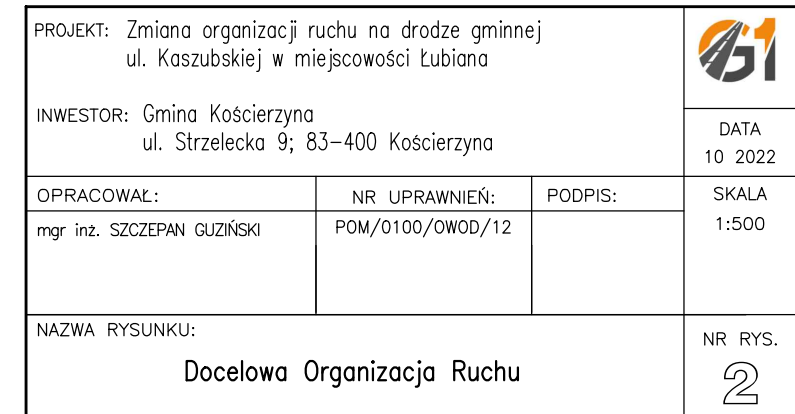 PROJEKT: Zmiana organizacji ruchu na drodze gminnej
ul. Kaszubskiej w miejscowości Łubiana
INWESTOR: Gmina Kościerzyna
ul. Strzelecka 9; 83-400 Kościerzyna
G1
DATA
10 2022
OPRACOWAŁ:
NR UPRAWNIEŃ:
PODPIS:
SKALA
1:500
mgr inż. SZCZEPAN GUZIŃSKI
POM/0100/OWOD/12
NAZWA RYSUNKU:
Docelowa Organizacja Ruchu
NR RYS.
2